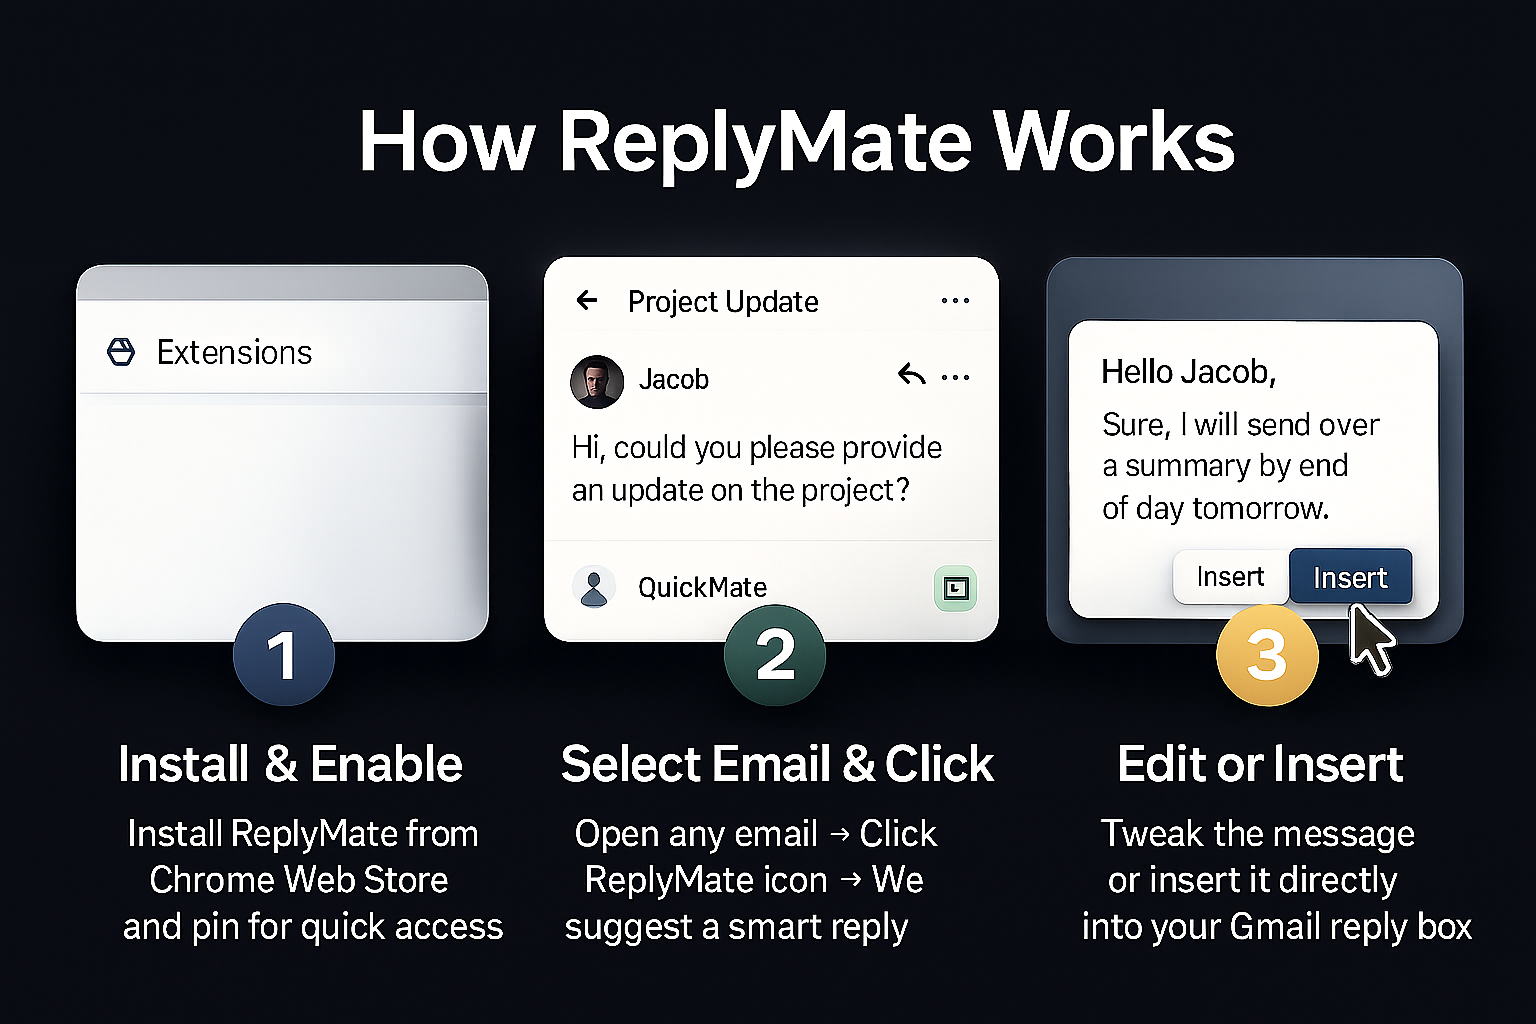 How ReplyMate Works
Extensions
1
Install & Enable
Install ReplyMate from
Chrome Web Store
and pin for quick access
Project Update
Jacob
Hi, could you please provide
an update on the project?
QuickMate
2
Select Email & Click
Open any email → Click
ReplyMate icon → We
suggest a smart reply
Hello Jacob,
Sure, I will send over
a summary by end
of day tomorrow.
Insert Insert
3
Edit or Insert
Tweak the message
or insert it directly
into your Gmail reply box